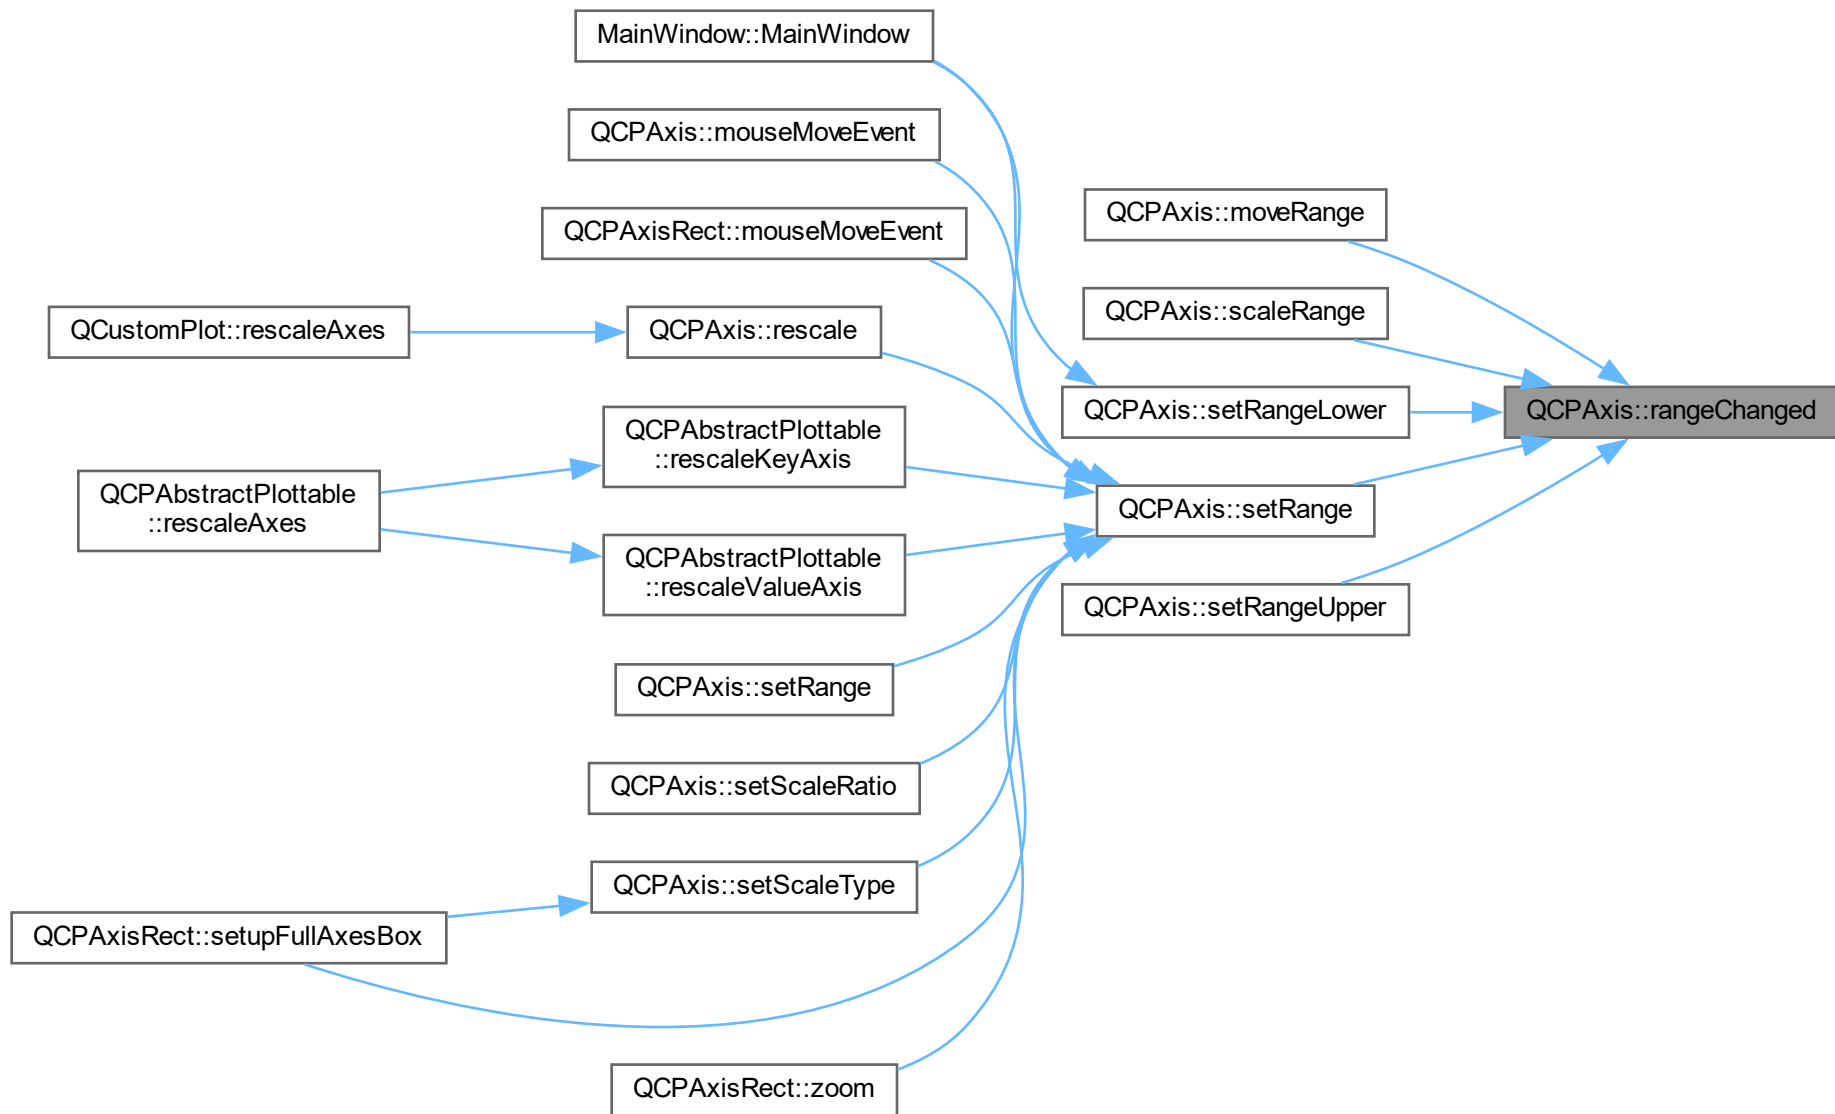 MainWindow::MainWindow
QCPAxis::mouseMoveEvent
QCPAxisRect::mouseMoveEvent
QCustomPlot::rescaleAxes
QCPAxis::rescale
QCPAbstractPlottable
::rescaleKeyAxis
QCPAbstractPlottable
::rescaleAxes
QCPAbstractPlottable
::rescaleValueAxis
QCPAxis::setRange
QCPAxis::setScaleRatio
QCPAxis::setScaleType
QCPAxisRect::setupFullAxesBox
QCPAxisRect::zoom
QCPAxis::moveRange
QCPAxis::scaleRange
QCPAxis::setRangeLower
QCPAxis::setRange
QCPAxis::setRangeUpper
QCPAxis::rangeChanged